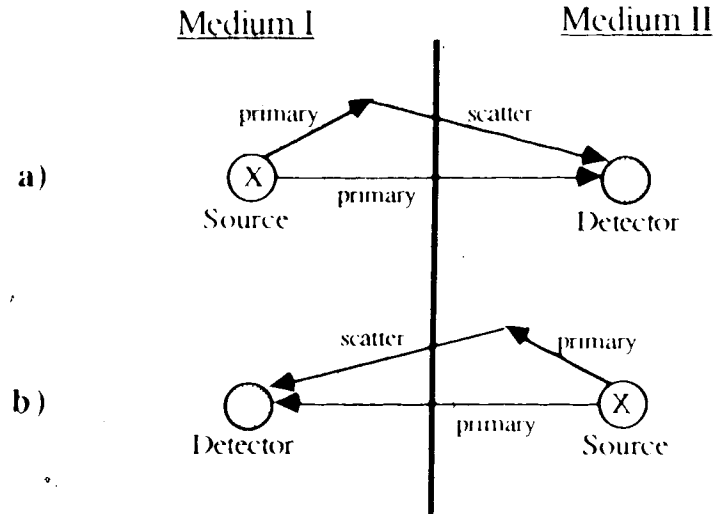 Medium I
Medium II
primary
scatter
a)
X
primary
Source
Detector
scatter
primary
b)
X
primary
Detector
Source